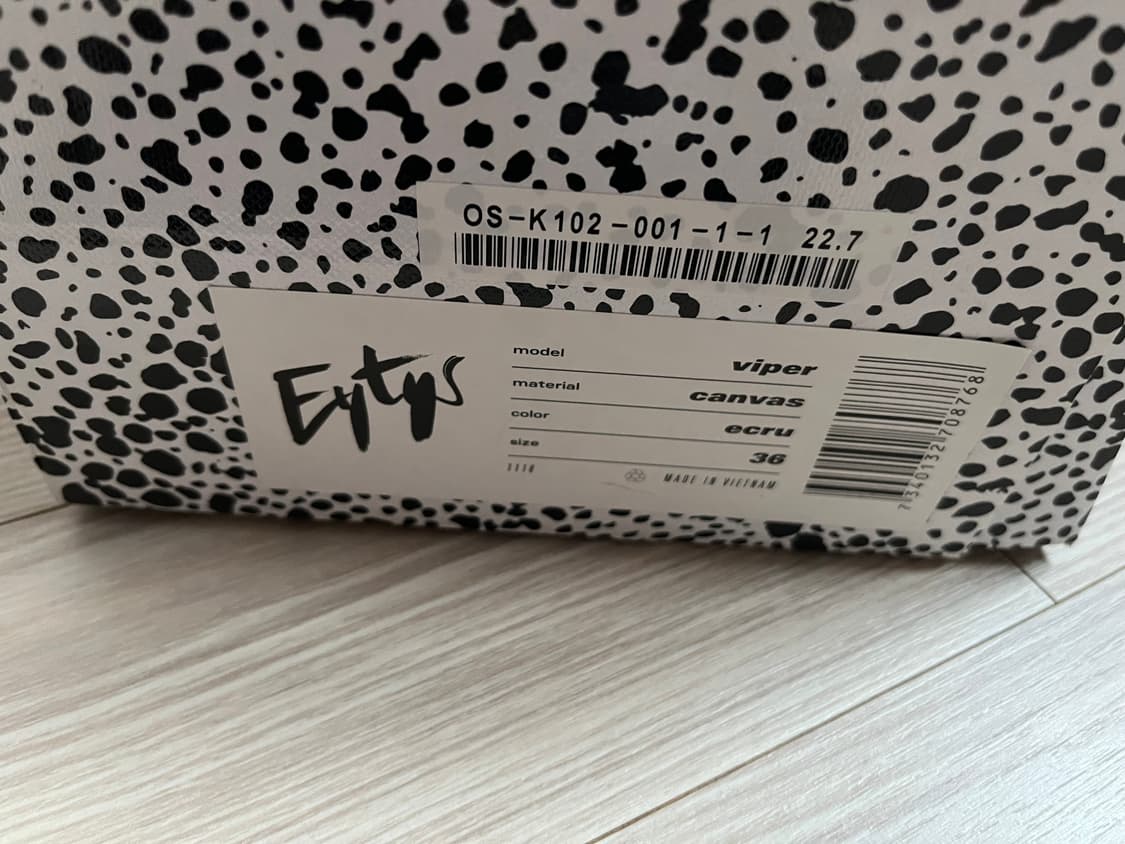 OS-K102-001-1-1 22.7
Eytys
model viper
material canvas
color ecru
size 36
MADE IN VIETNAM
7340132708768